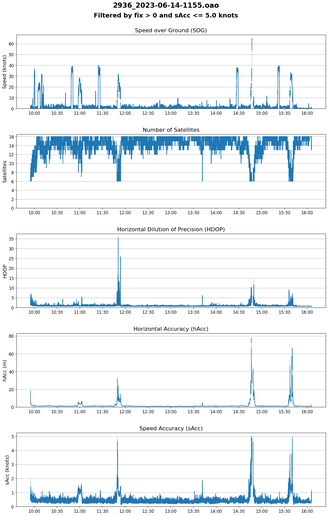 2936_2023-06-14-1155.oao
Filtered by fix > 0 and sAcc <= 5.0 knots
Speed over Ground (SOG)
Speed (knots)
60
50
40
30
20
10
0
10:00 10:30 11:00 11:30 12:00 12:30 13:00 13:30 14:00 14:30 15:00 15:30 16:00
Number of Satellites
Satellites
16
14
12
10
8
6
4
2
0
10:00 10:30 11:00 11:30 12:00 12:30 13:00 13:30 14:00 14:30 15:00 15:30 16:00
Horizontal Dilution of Precision (HDOP)
HDOP
35
30
25
20
15
10
5
0
10:00 10:30 11:00 11:30 12:00 12:30 13:00 13:30 14:00 14:30 15:00 15:30 16:00
Horizontal Accuracy (hAcc)
hAcc (m)
80
60
40
20
0
10:00 10:30 11:00 11:30 12:00 12:30 13:00 13:30 14:00 14:30 15:00 15:30 16:00
Speed Accuracy (sAcc)
sAcc (knots)
5
4
3
2
1
0
10:00 10:30 11:00 11:30 12:00 12:30 13:00 13:30 14:00 14:30 15:00 15:30 16:00